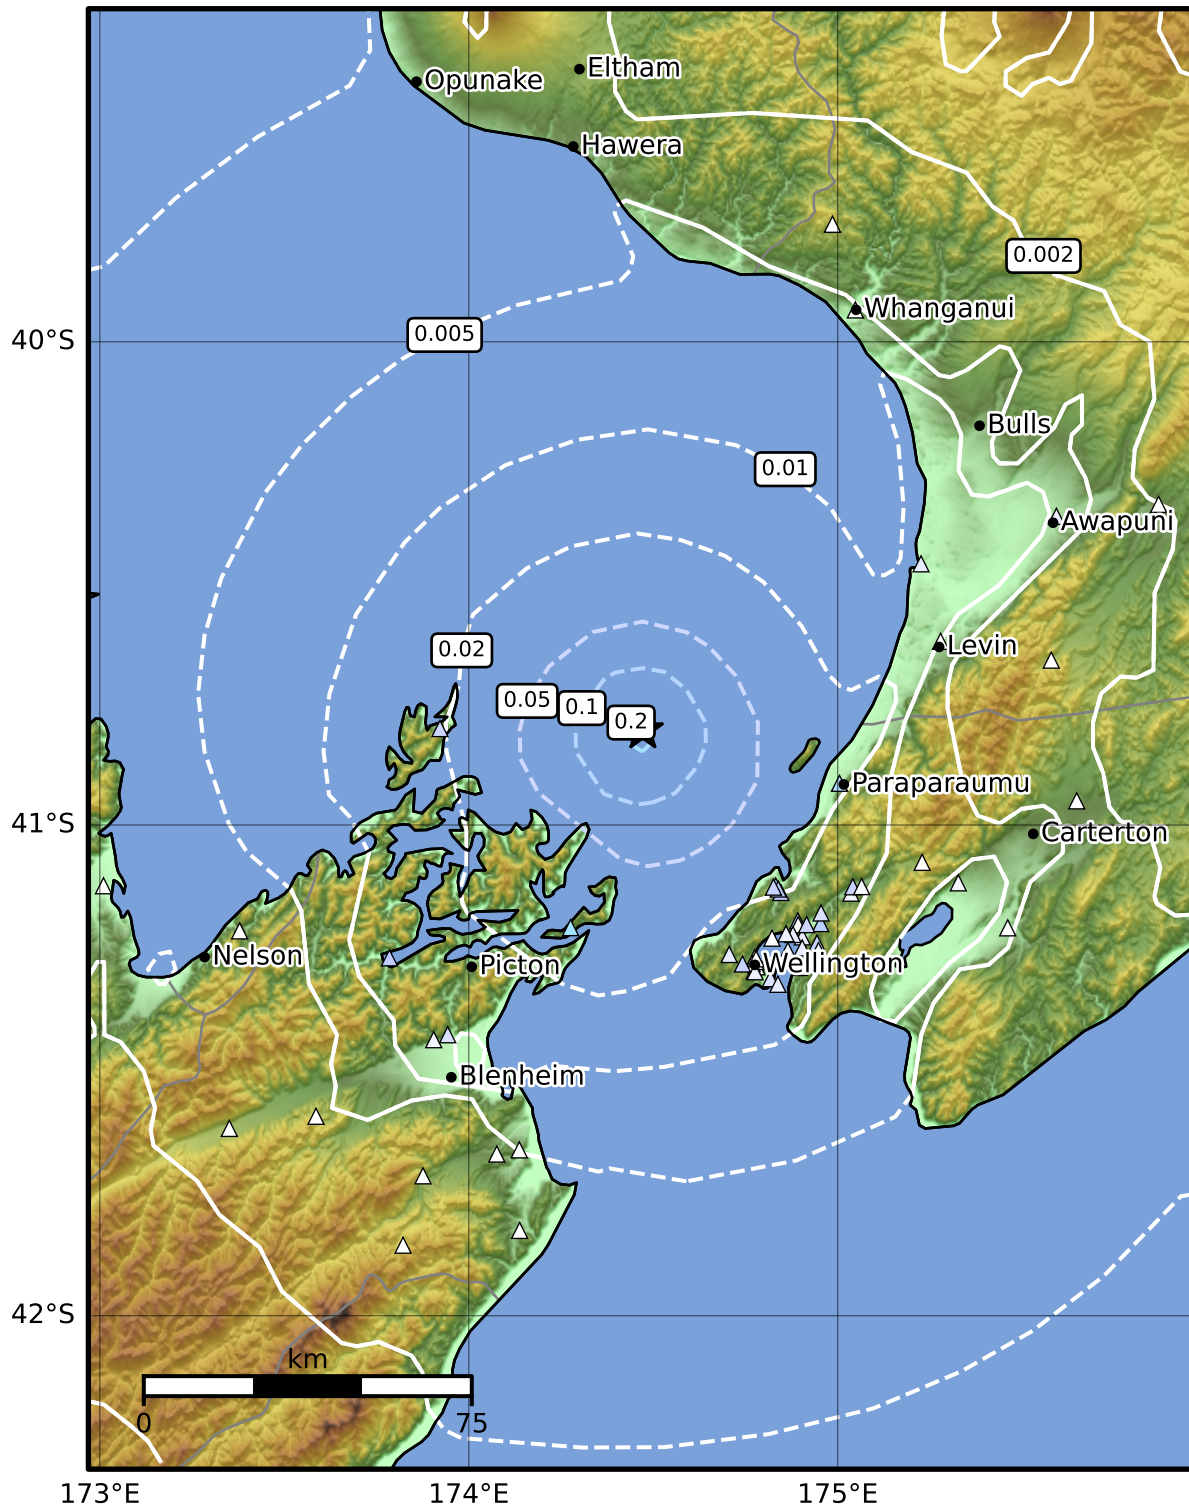 Opunake
Eltham
Hawera
0.002
Whanganui
0.005
40°S
Bulls
0.01
Awapuni
0.02
Levin
0.05
0.1
0.2
Paraparaumu
41°S
Carterton
Nelson
Picton
Wellington
Blenheim
42°S
km
0
75
173°E
174°E
175°E